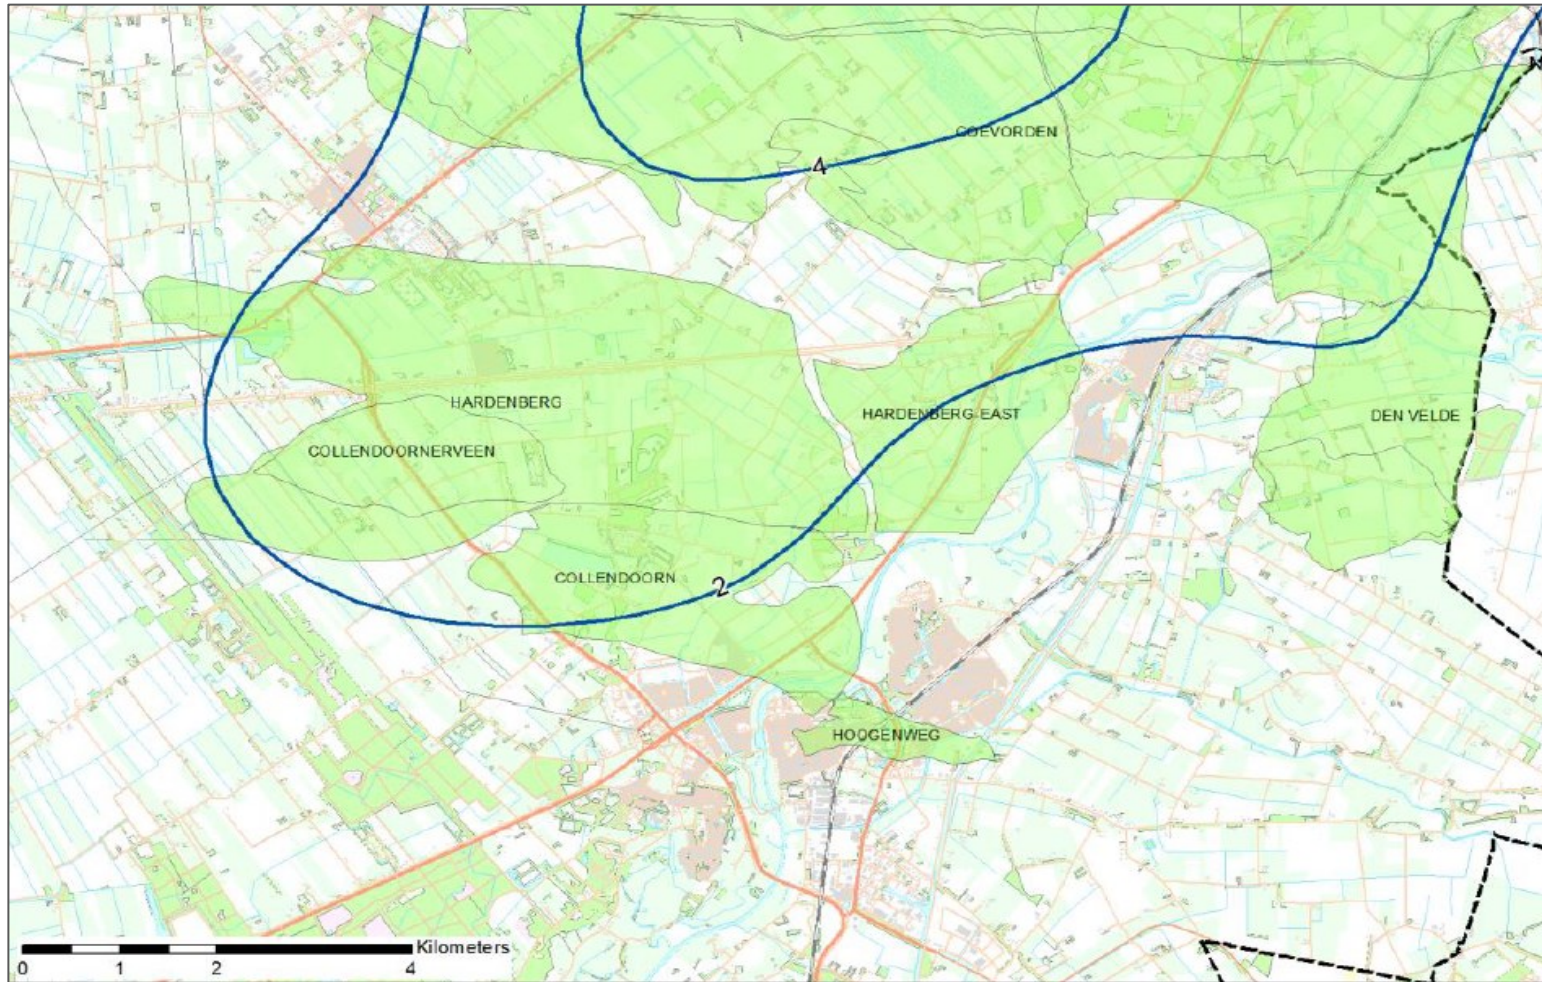 COEVORDEN
4
HARDENBERG
HARDENBERG EAST
DEN VELDE
COLLENDOORNERVEEN
COLLENDOORN
2
HOOGENWEG
Kilometers
0 1 2 4